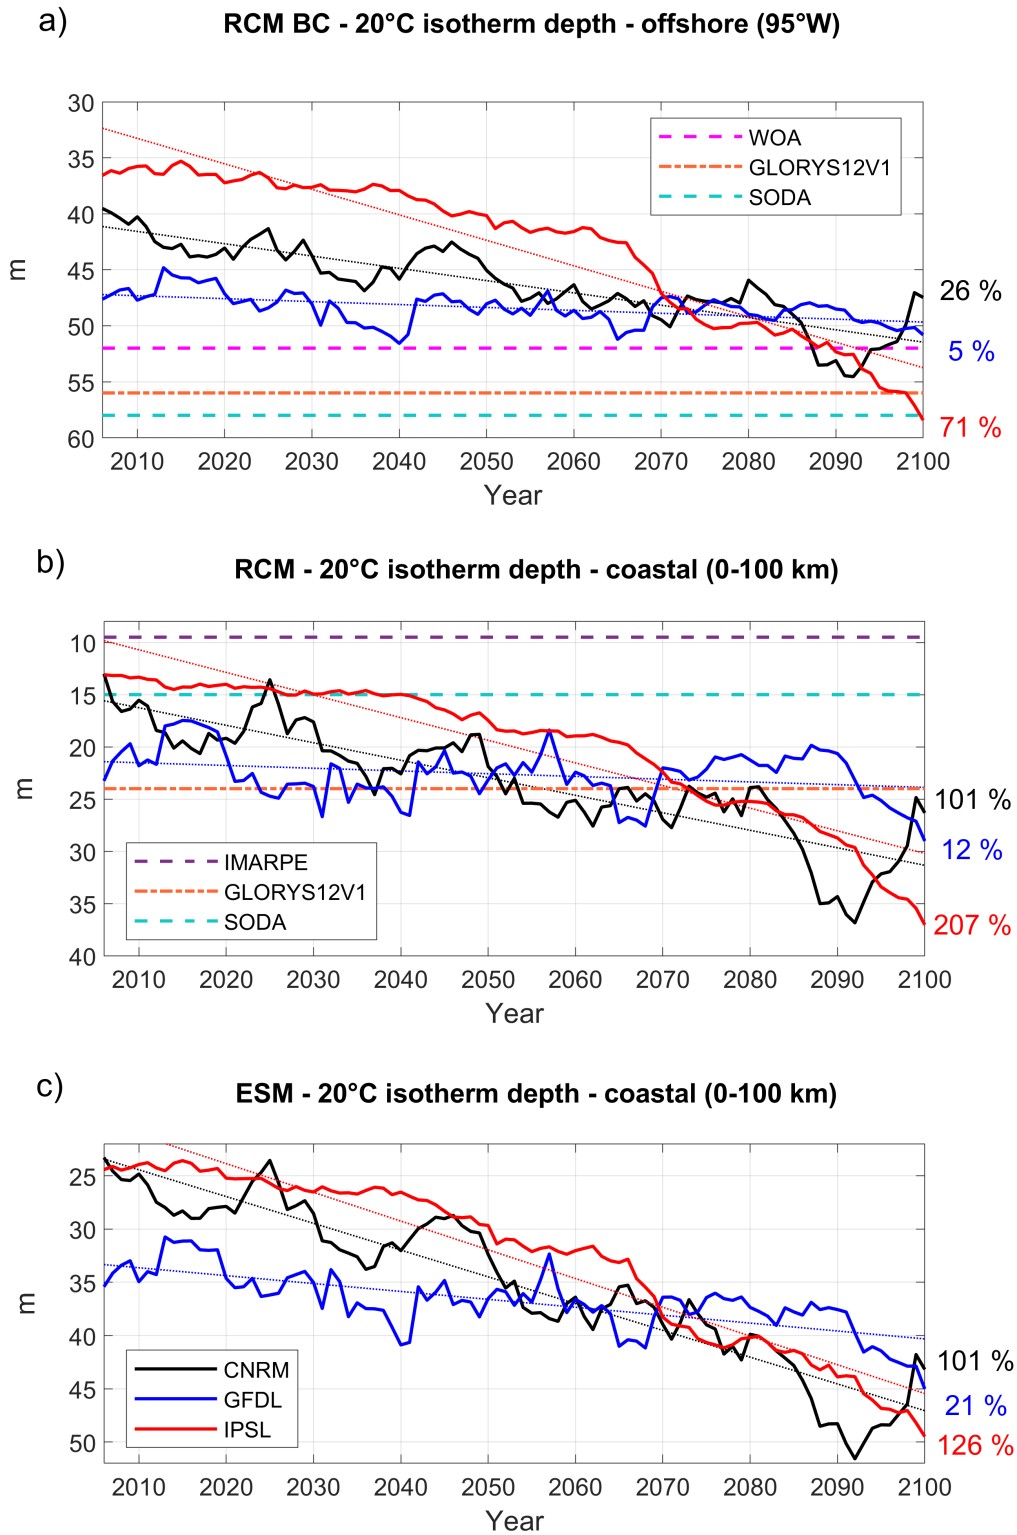 a)
RCM BC - 20°C isotherm depth - offshore (95°W)
30
35
40
45
50
55
60
m
WOA
GLORYS12V1
SODA
26 %
5 %
71 %
2010 2020 2030 2040 2050 2060 2070 2080 2090 2100
Year
b)
RCM - 20°C isotherm depth - coastal (0-100 km)
10
15
20
25
30
35
40
m
IMARPE
GLORYS12V1
SODA
101 %
12 %
207 %
2010 2020 2030 2040 2050 2060 2070 2080 2090 2100
Year
c)
ESM - 20°C isotherm depth - coastal (0-100 km)
25
30
35
40
45
50
m
CNRM
GFDL
IPSL
101 %
21 %
126 %
2010 2020 2030 2040 2050 2060 2070 2080 2090 2100
Year